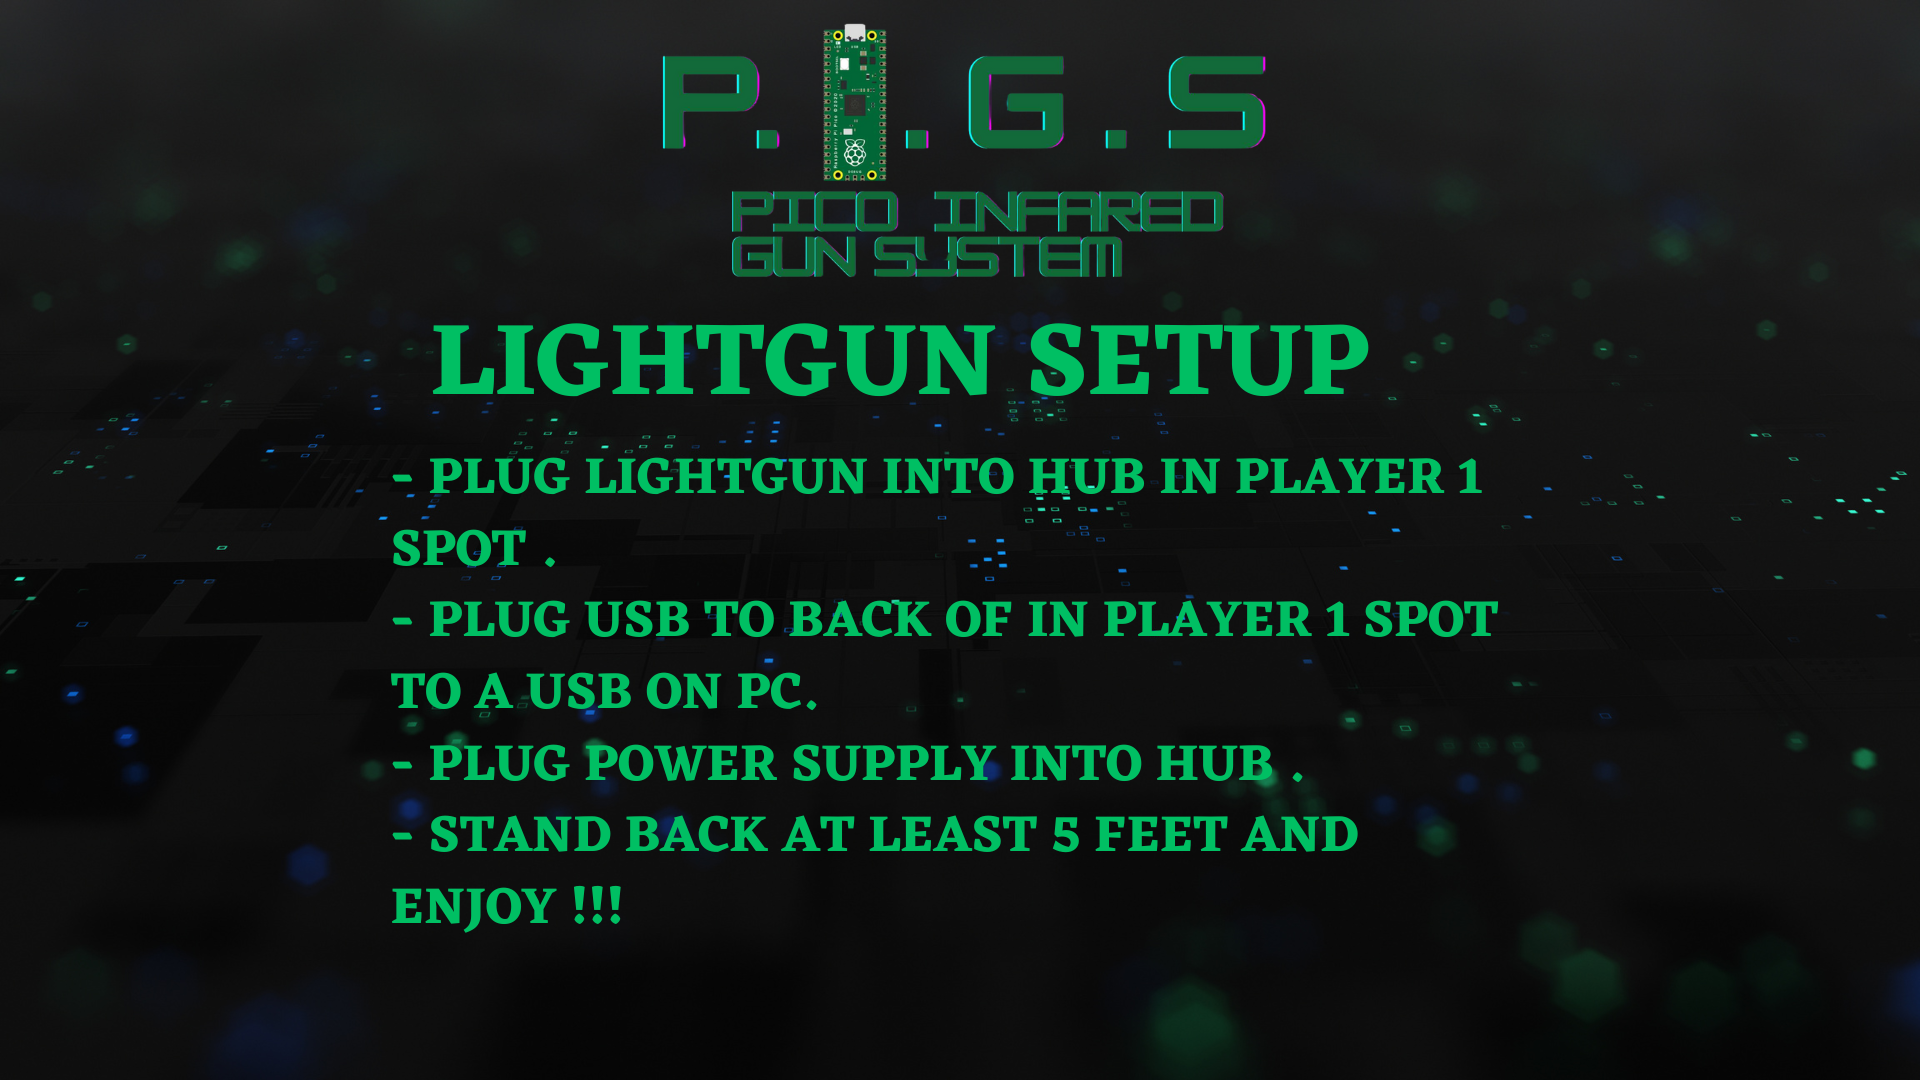 P. .G.S
PICO INFARED
GUN SYSTEM
LIGHTGUN SETUP
- PLUG LIGHTGUN INTO HUB IN PLAYER 1
SPOT .
- PLUG USB TO BACK OF IN PLAYER 1 SPOT
TO A USB ON PC.
- PLUG POWER SUPPLY INTO HUB .
- STAND BACK AT LEAST 5 FEET AND
ENJOY !!!